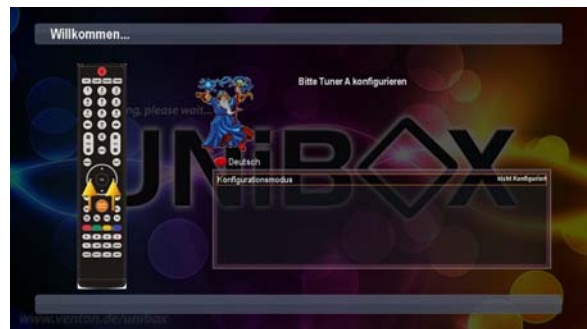 Willkommen...
Bitte Tuner A konfigurieren
ng, please wait...
UNiBOX
Deutsch
Konfigurationsmodus
Nicht Konfiguriert
www.venton.de/unibox